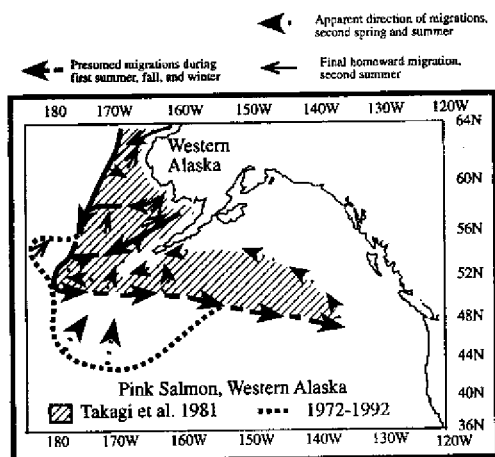 Apparent direction of migrations,
second spring and summer
Presumed migrations during
first summer, fall, and winter
Final homeward migration,
second summer
180 170W 160W 150W 140W 130W 120W
64N
Western
Alaska
60N
56N
52N
48N
44N
Pink Salmon, Western Alaska
40N
Takagi et al. 1981 1972-1992
36N
180 170W 160W 150W 140W 130W 120W